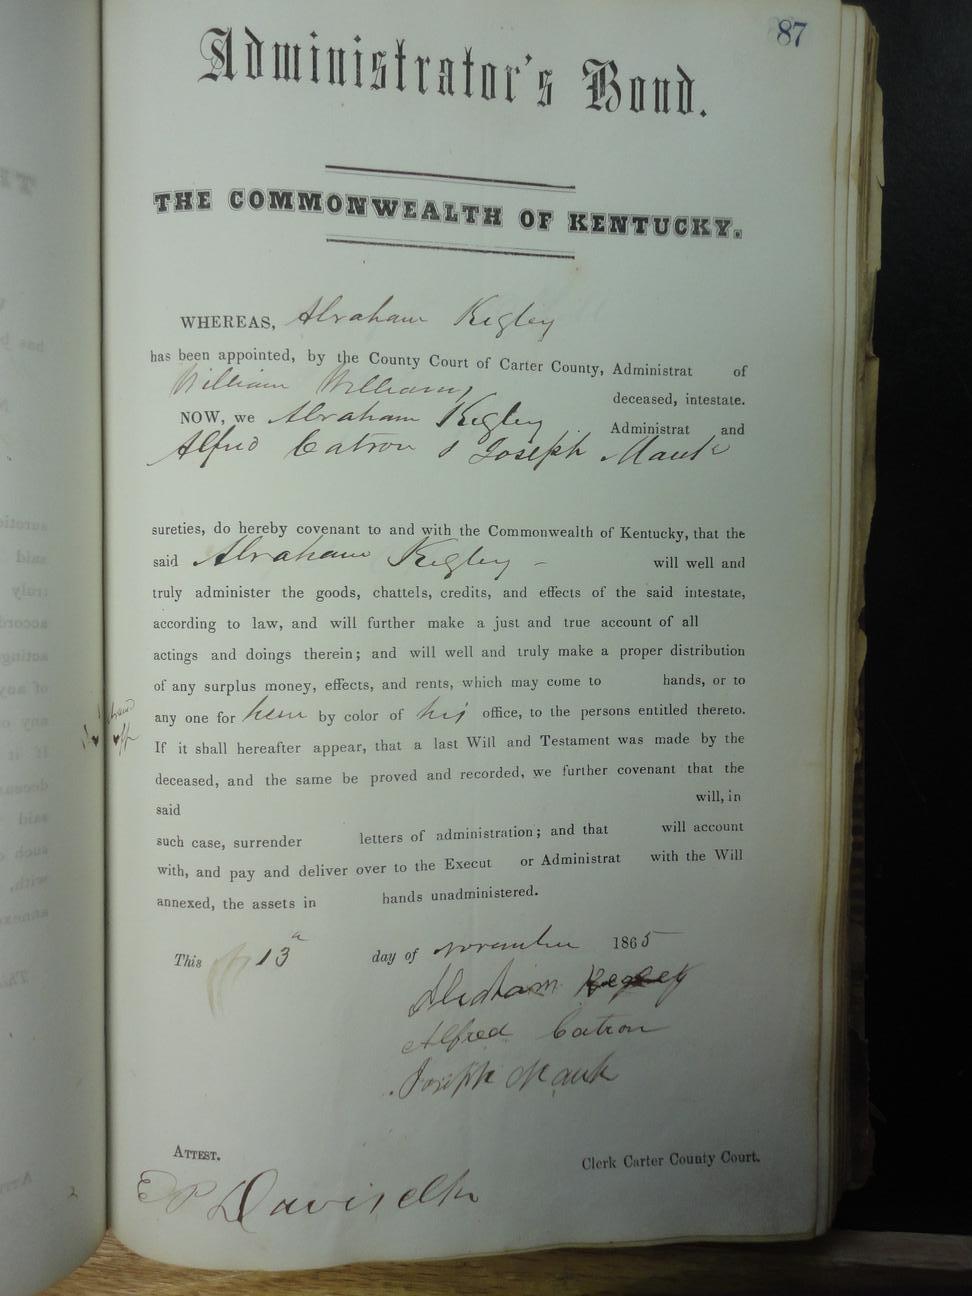 87
Administrator's Bond.
THE COMMONWEALTH OF KENTUCKY.
WHEREAS, Abraham Kegley
has been appointed, by the County Court of Carter County, Administrat of
William Williams deceased, intestate.
NOW, we Abraham Kegley Administrat and
Alfred Catron & Joseph Mauk
sureties, do hereby covenant to and with the Commonwealth of Kentucky, that the
said Abraham Kegley - will well and
truly administer the goods, chattels, credits, and effects of the said intestate,
according to law, and will further make a just and true account of all
actings and doings therein; and will well and truly make a proper distribution
of any surplus money, effects, and rents, which may come to hands, or to
any one for him by color of his office, to the persons entitled thereto.
If it shall hereafter appear, that a last Will and Testament was made by the
deceased, and the same be proved and recorded, we further covenant that the
said will, in
such case, surrender letters of administration; and that will account
with, and pay and deliver over to the Execut or Administrat with the Will
annexed, the assets in hands unadministered.
This 13 day of November 1865
Abraham Kegley
Alfred Catron
Joseph Mauk
ATTEST.
Clerk Carter County Court.
E P Davis Clk